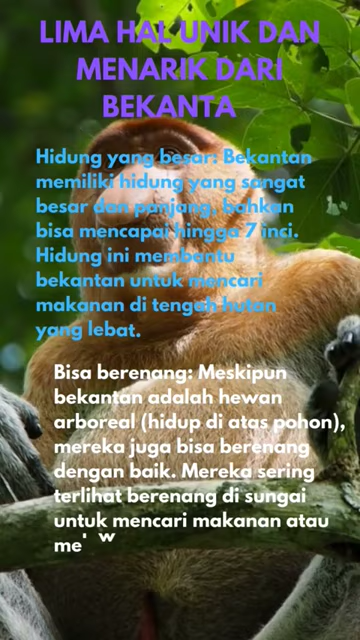 LIMA HAL UNIK DAN
MENARIK DARI
BEKANTA
Hidung yang besar: Bekantan
memiliki hidung yang sangat
besar dan panjang, bahkan
bisa mencapai hingga 7 inci.
Hidung ini membantu
bekantan untuk mencari
makanan di tengah hutan
yang lebat.
Bisa berenang: Meskipun
bekantan adalah hewan
arboreal (hidup di atas pohon),
mereka juga bisa berenang
dengan baik. Mereka sering
terlihat berenang di sungai
untuk mencari makanan atau
me